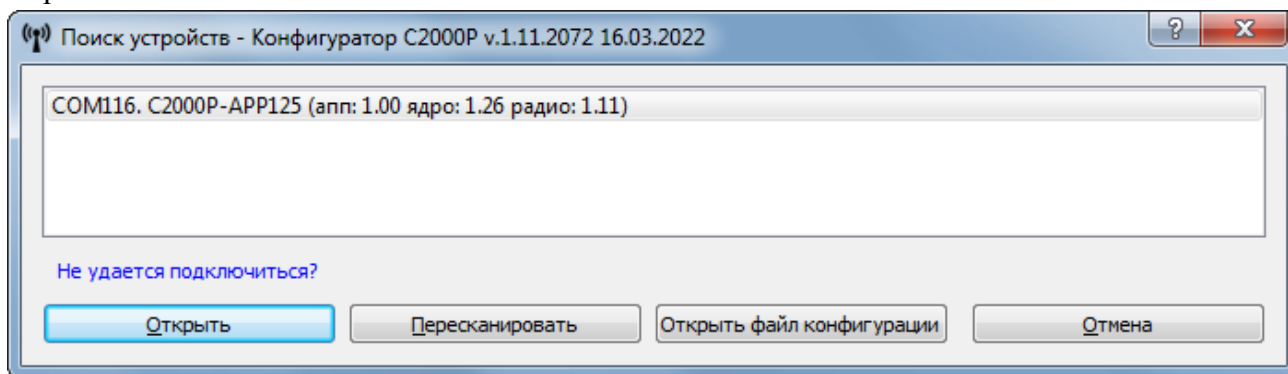 Поиск устройств - Конфигуратор С2000Р v.1.11.2072 16.03.2022
COM116. С2000Р-АРР125 (апп: 1.00 ядро: 1.26 радио: 1.11)
Не удается подключиться?
Открыть Пересканировать Открыть файл конфигурации Отмена